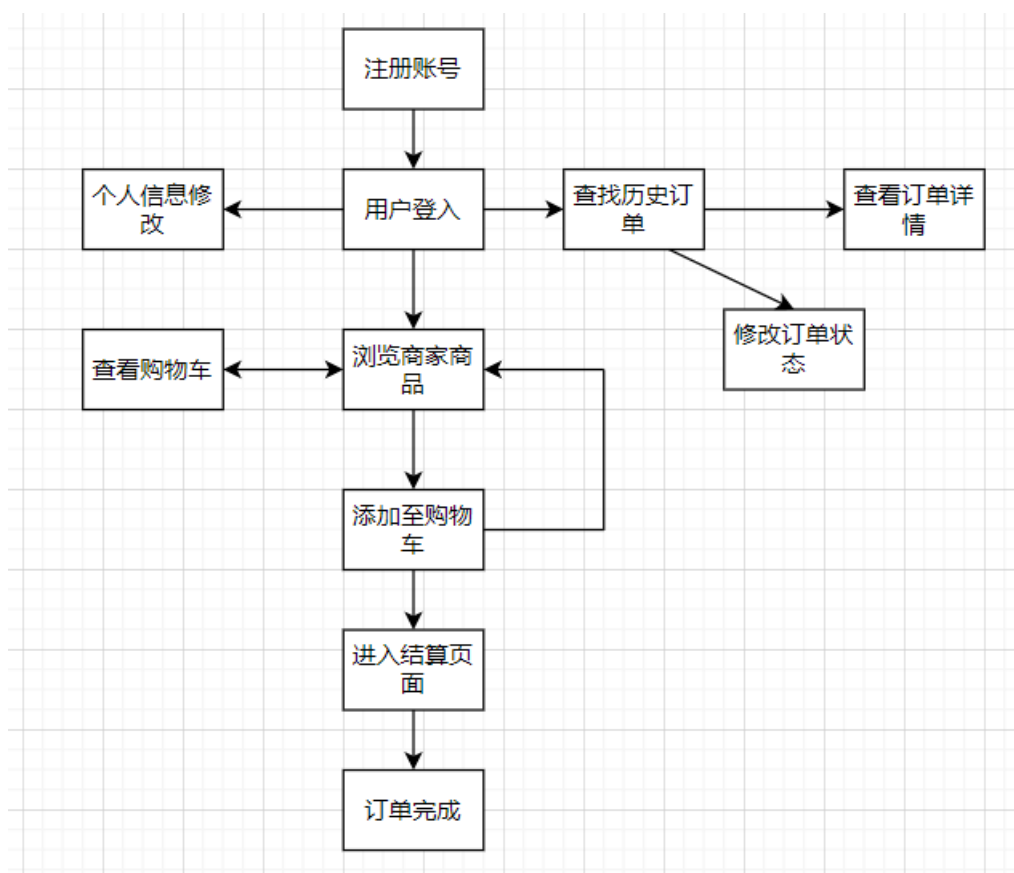 注册账号
个人信息修
改
用户登入
查找历史订
单
查看订单详
情
修改订单状
态
查看购物车
浏览商家商
品
添加至购物
车
进入结算页
面
订单完成